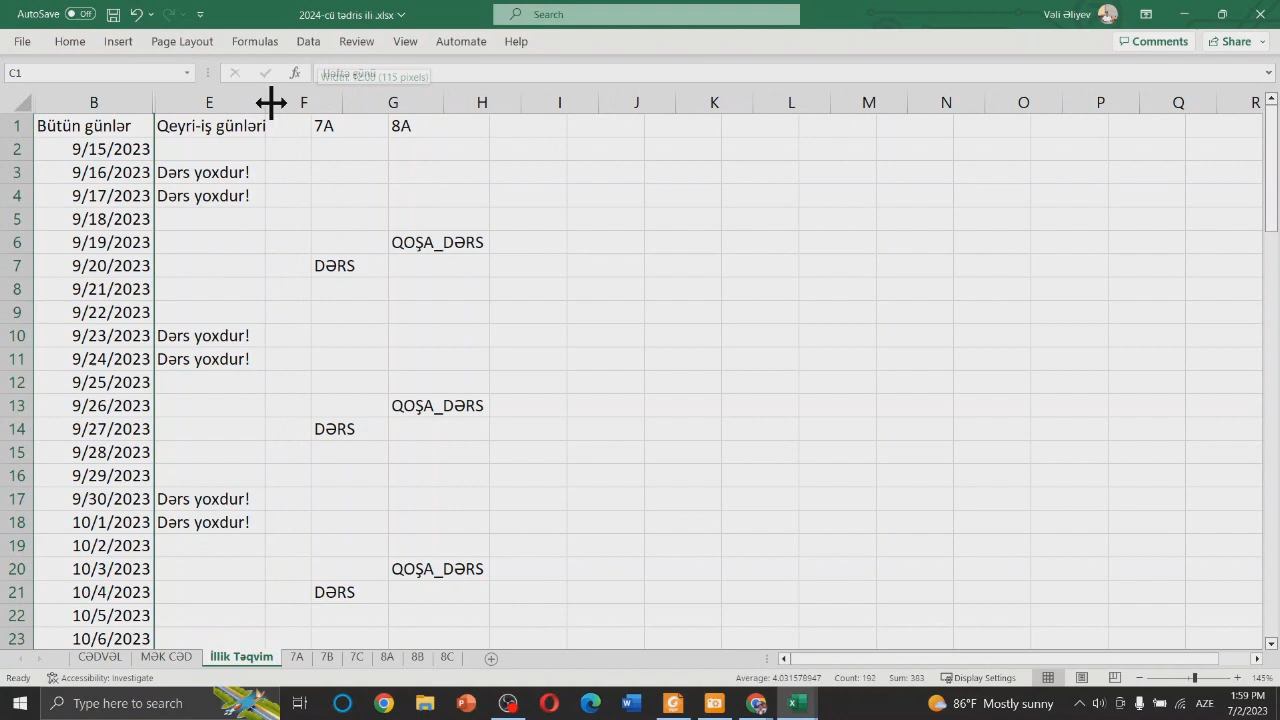 AutoSave Off 2024-cü tədris ili .xlsx Search Vəli Əliyev
File Home Insert Page Layout Formulas Data Review View Automate Help Comments Share
C1 fx Width: 12.00 (115 pixels)
B E F G H I J K L M N O P Q R
1 Bütün günlər Qeyri-iş günləri 7A 8A
2 9/15/2023
3 9/16/2023 Dərs yoxdur!
4 9/17/2023 Dərs yoxdur!
5 9/18/2023
6 9/19/2023 QOŞA_DƏRS
7 9/20/2023 DƏRS
8 9/21/2023
9 9/22/2023
10 9/23/2023 Dərs yoxdur!
11 9/24/2023 Dərs yoxdur!
12 9/25/2023
13 9/26/2023 QOŞA_DƏRS
14 9/27/2023 DƏRS
15 9/28/2023
16 9/29/2023
17 9/30/2023 Dərs yoxdur!
18 10/1/2023 Dərs yoxdur!
19 10/2/2023
20 10/3/2023 QOŞA_DƏRS
21 10/4/2023 DƏRS
22 10/5/2023
23 10/6/2023
CƏDVƏL MƏK CƏD İllik Təqvim 7A 7B 7C 8A 8B 8C
Ready Accessibility: Investigate Average: 4.031578947 Count: 192 Sum: 383 Display Settings 145%
Type here to search 86°F Mostly sunny AZE 1:59 PM
7/2/2023